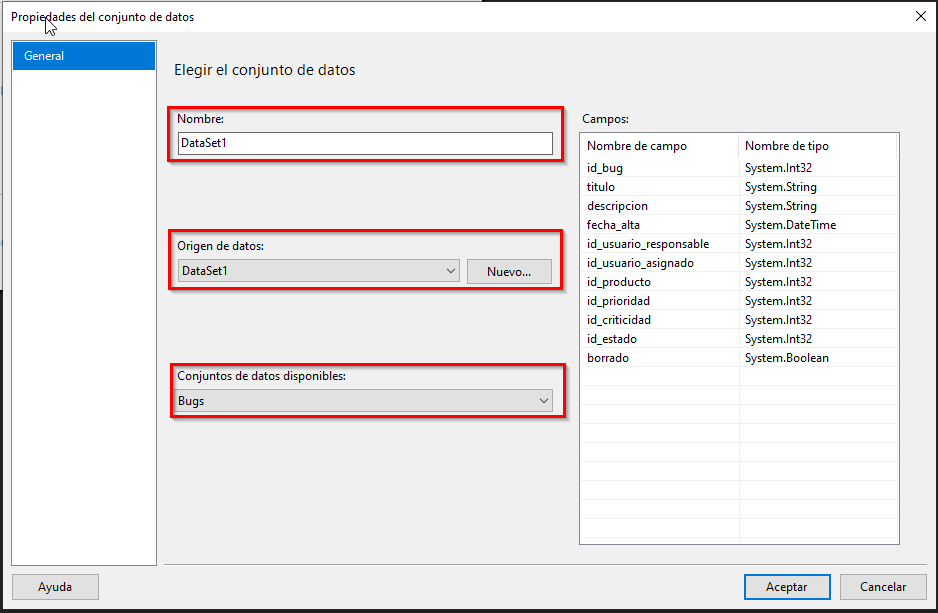 Propiedades del conjunto de datos
General
Elegir el conjunto de datos
Nombre:
DataSet1
Origen de datos:
DataSet1
Nuevo...
Conjuntos de datos disponibles:
Bugs
Campos:
Nombre de campo Nombre de tipo
id_bug System.Int32
titulo System.String
descripcion System.String
fecha_alta System.DateTime
id_usuario_responsable System.Int32
id_usuario_asignado System.Int32
id_producto System.Int32
id_prioridad System.Int32
id_criticidad System.Int32
id_estado System.Int32
borrado System.Boolean
Ayuda
Aceptar
Cancelar